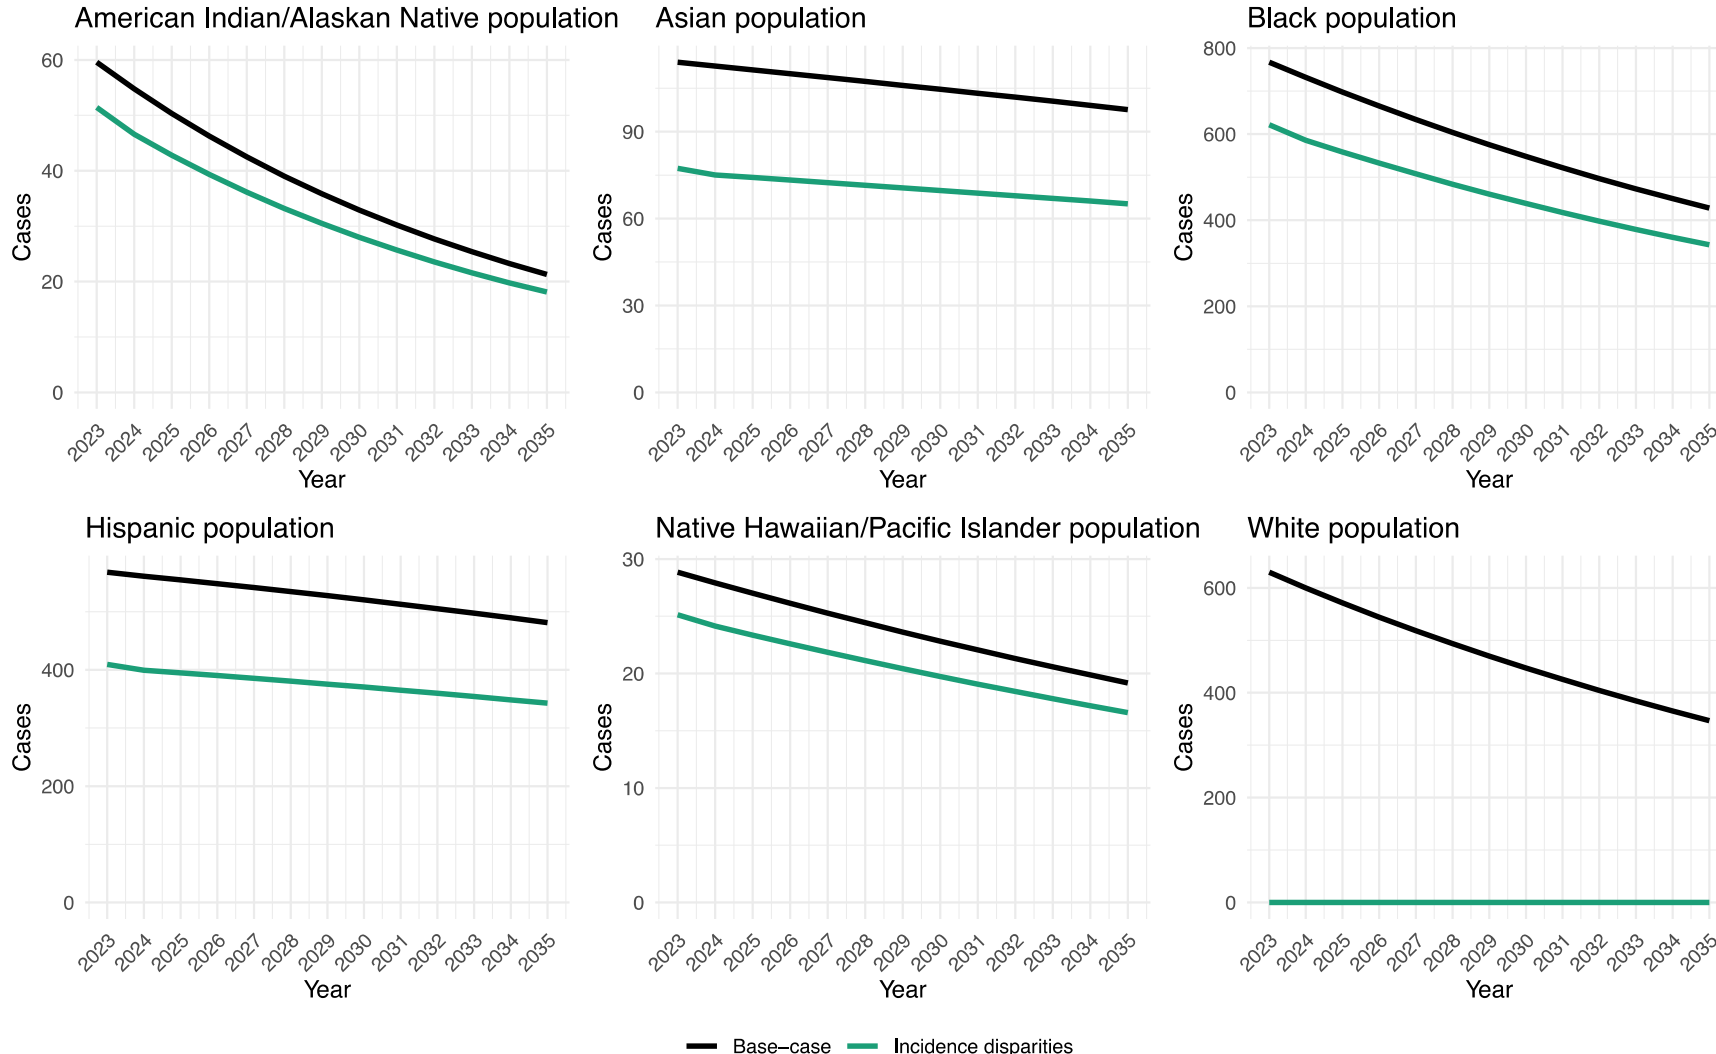 American Indian/Alaskan Native population
Cases
60
40
20
0
2023 2024 2025 2026 2027 2028 2029 2030 2031 2032 2033 2034 2035
Year
Asian population
Cases
90
60
30
0
2023 2024 2025 2026 2027 2028 2029 2030 2031 2032 2033 2034 2035
Year
Black population
Cases
800
600
400
200
0
2023 2024 2025 2026 2027 2028 2029 2030 2031 2032 2033 2034 2035
Year
Hispanic population
Cases
400
200
0
2023 2024 2025 2026 2027 2028 2029 2030 2031 2032 2033 2034 2035
Year
Native Hawaiian/Pacific Islander population
Cases
30
20
10
0
2023 2024 2025 2026 2027 2028 2029 2030 2031 2032 2033 2034 2035
Year
White population
Cases
600
400
200
0
2023 2024 2025 2026 2027 2028 2029 2030 2031 2032 2033 2034 2035
Year
Base−case Incidence disparities